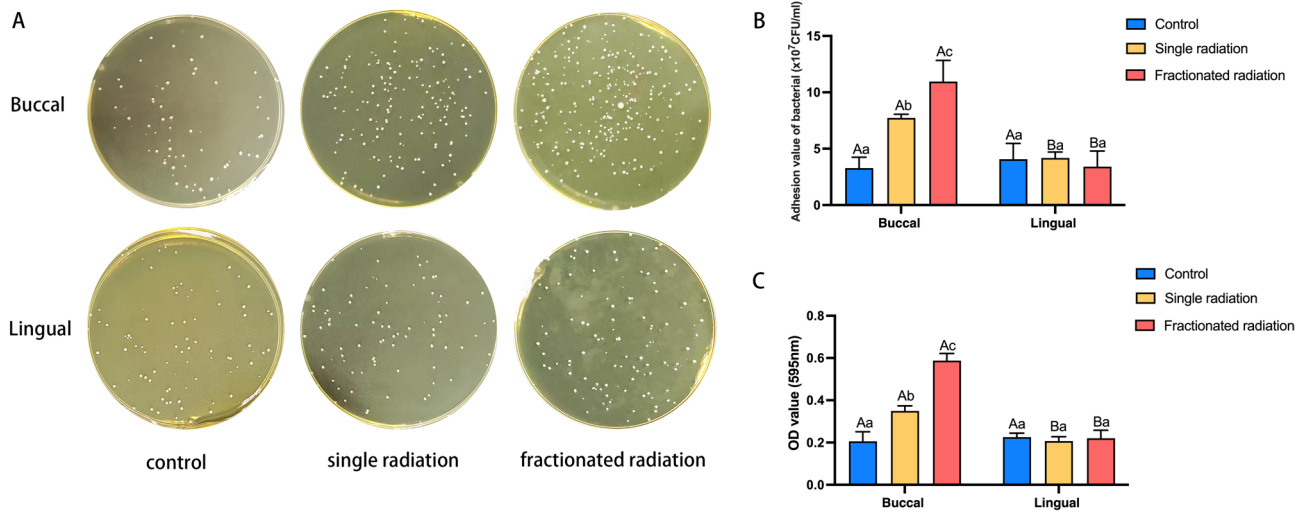 A
Buccal
Lingual
control
single radiation
fractionated radiation
B
Control
Single radiation
Fractionated radiation
Adhesion value of bacterial (x10⁷CFU/ml)
15
10
5
0
Aa
Ab
Ac
Aa
Ba
Ba
Buccal
Lingual
C
Control
Single radiation
Fractionated radiation
OD value (595nm)
0.8
0.6
0.4
0.2
0.0
Aa
Ab
Ac
Aa
Ba
Ba
Buccal
Lingual